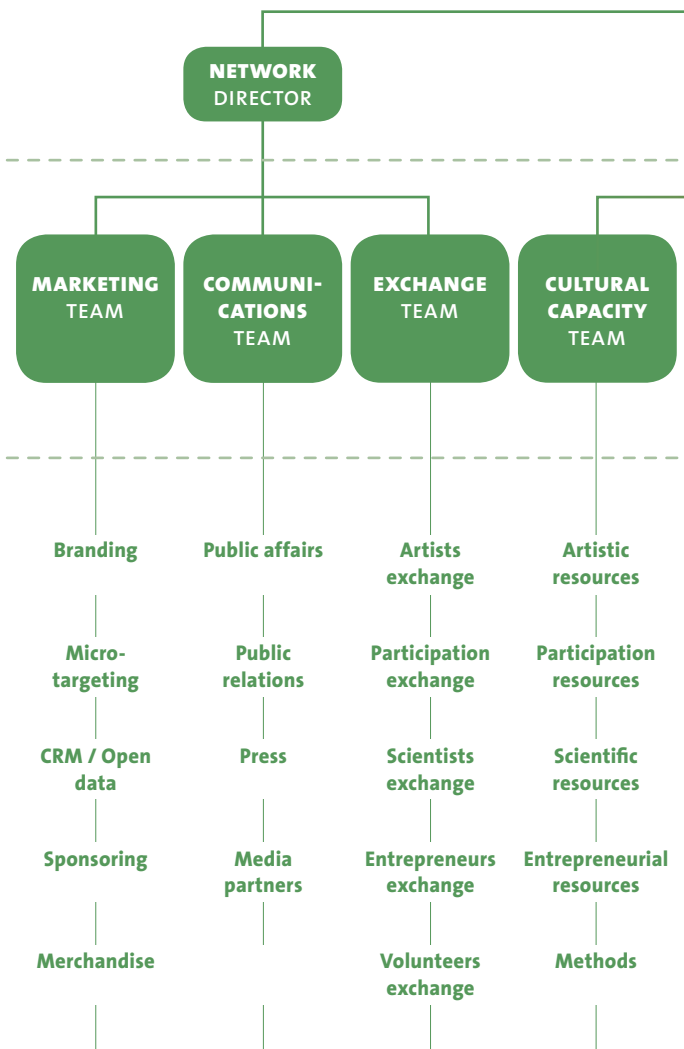 NETWORK
DIRECTOR
MARKETING
TEAM
COMMUNI-
CATIONS
TEAM
EXCHANGE
TEAM
CULTURAL
CAPACITY
TEAM
Branding
Public affairs
Artists
exchange
Artistic
resources
Micro-
targeting
Public
relations
Participation
exchange
Participation
resources
CRM / Open
data
Press
Scientists
exchange
Scientific
resources
Sponsoring
Media
partners
Entrepreneurs
exchange
Entrepreneurial
resources
Merchandise
Volunteers
exchange
Methods